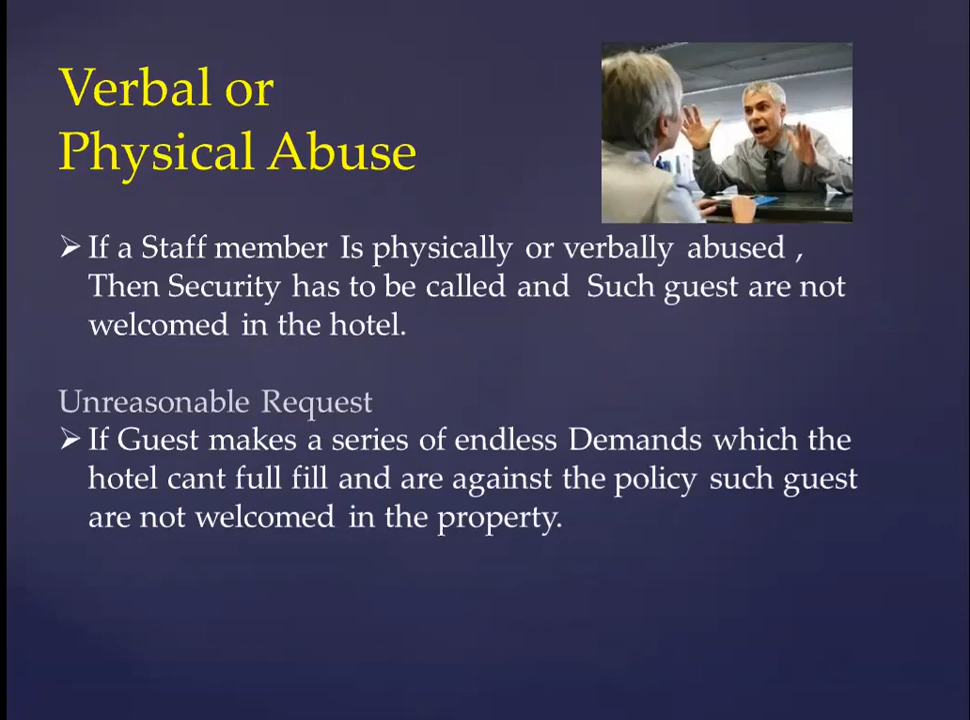 Verbal or
Physical Abuse
➢ If a Staff member Is physically or verbally abused ,
Then Security has to be called and Such guest are not
welcomed in the hotel.
Unreasonable Request
➢ If Guest makes a series of endless Demands which the
hotel cant full fill and are against the policy such guest
are not welcomed in the property.